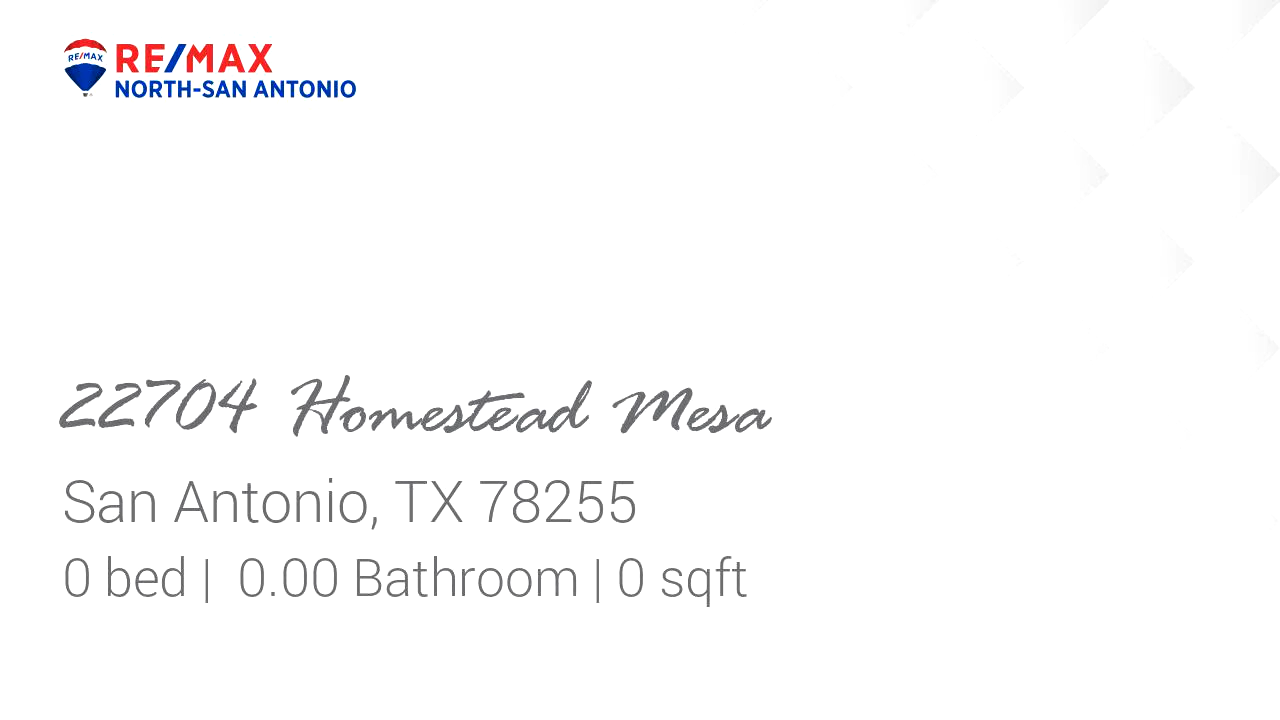 RE/MAX
RE/MAX
NORTH-SAN ANTONIO
22704 Homestead Mesa
San Antonio, TX 78255
0 bed | 0.00 Bathroom | 0 sqft